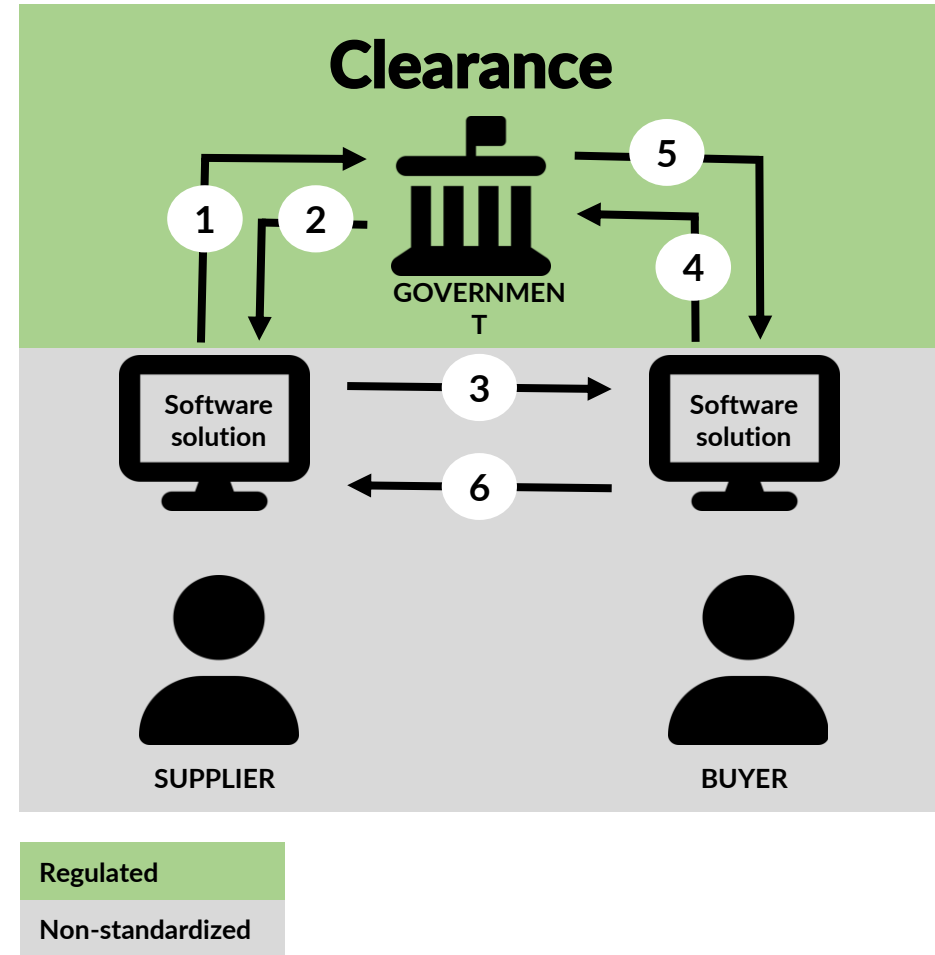 Clearance
5
1
2
4
GOVERNMEN
T
3
Software
solution
Software
solution
6
SUPPLIER
BUYER
Regulated
Non-standardized